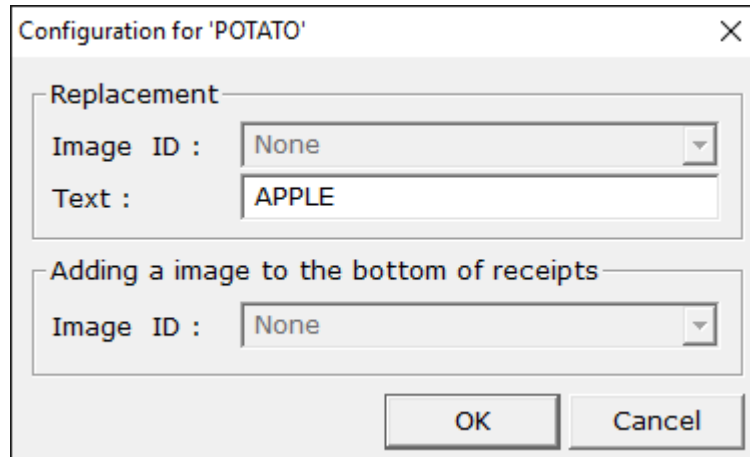 Configuration for 'POTATO'
Replacement
Image ID : None
Text : APPLE
Adding a image to the bottom of receipts
Image ID : None
OK Cancel